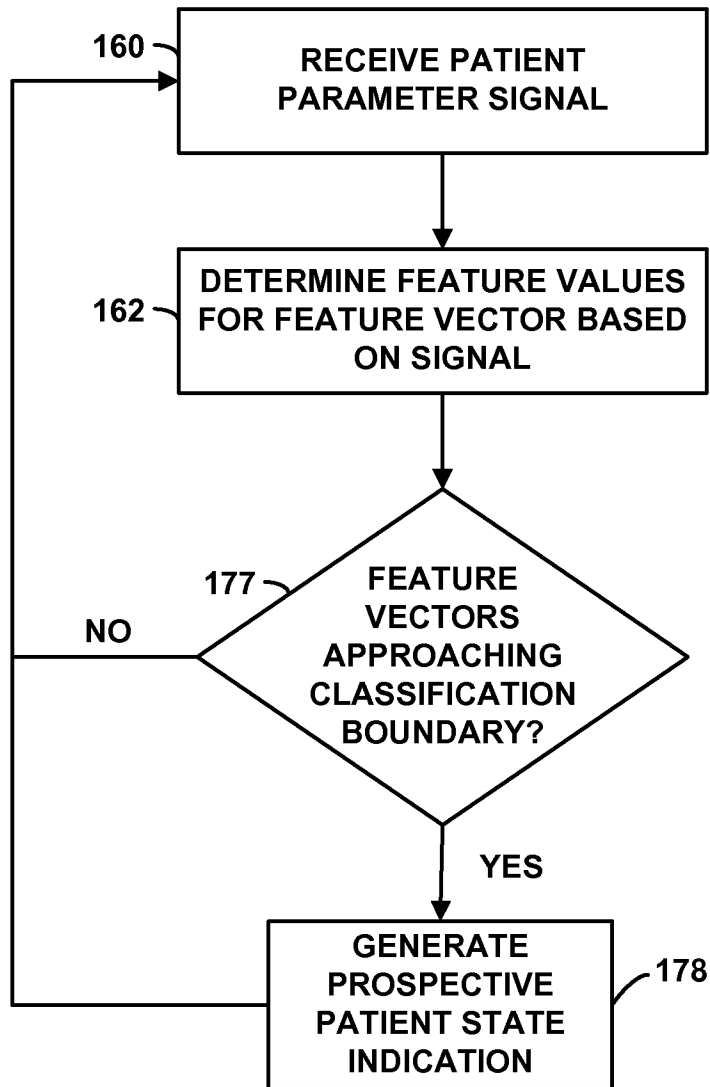 160
RECEIVE PATIENT
PARAMETER SIGNAL
162
DETERMINE FEATURE VALUES
FOR FEATURE VECTOR BASED
ON SIGNAL
177
FEATURE
VECTORS
APPROACHING
CLASSIFICATION
BOUNDARY?
NO
YES
GENERATE
PROSPECTIVE
PATIENT STATE
INDICATION
178